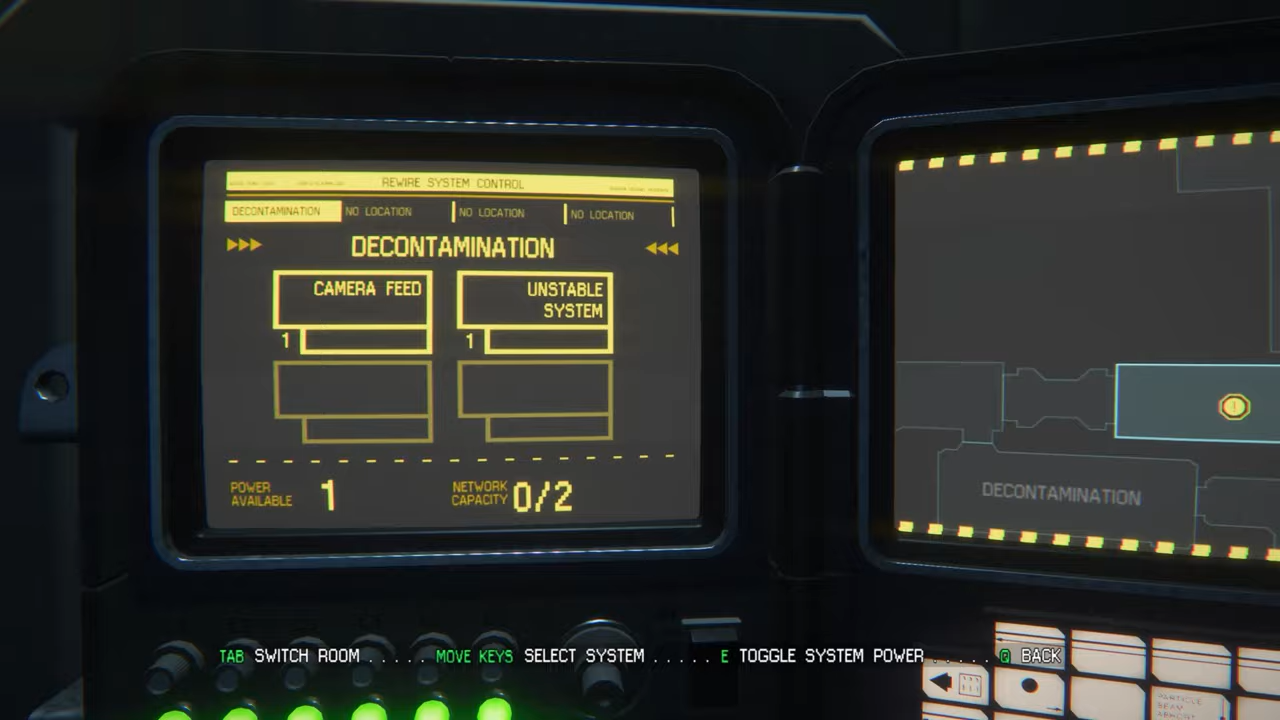 REWIRE SYSTEM CONTROL
DECONTAMINATION NO LOCATION NO LOCATION NO LOCATION
DECONTAMINATION
CAMERA FEED
1
UNSTABLE
SYSTEM
1
POWER
AVAILABLE 1
NETWORK
CAPACITY 0/2
DECONTAMINATION
TAB SWITCH ROOM ..... MOVE KEYS SELECT SYSTEM ..... E TOGGLE SYSTEM POWER ..... Q BACK